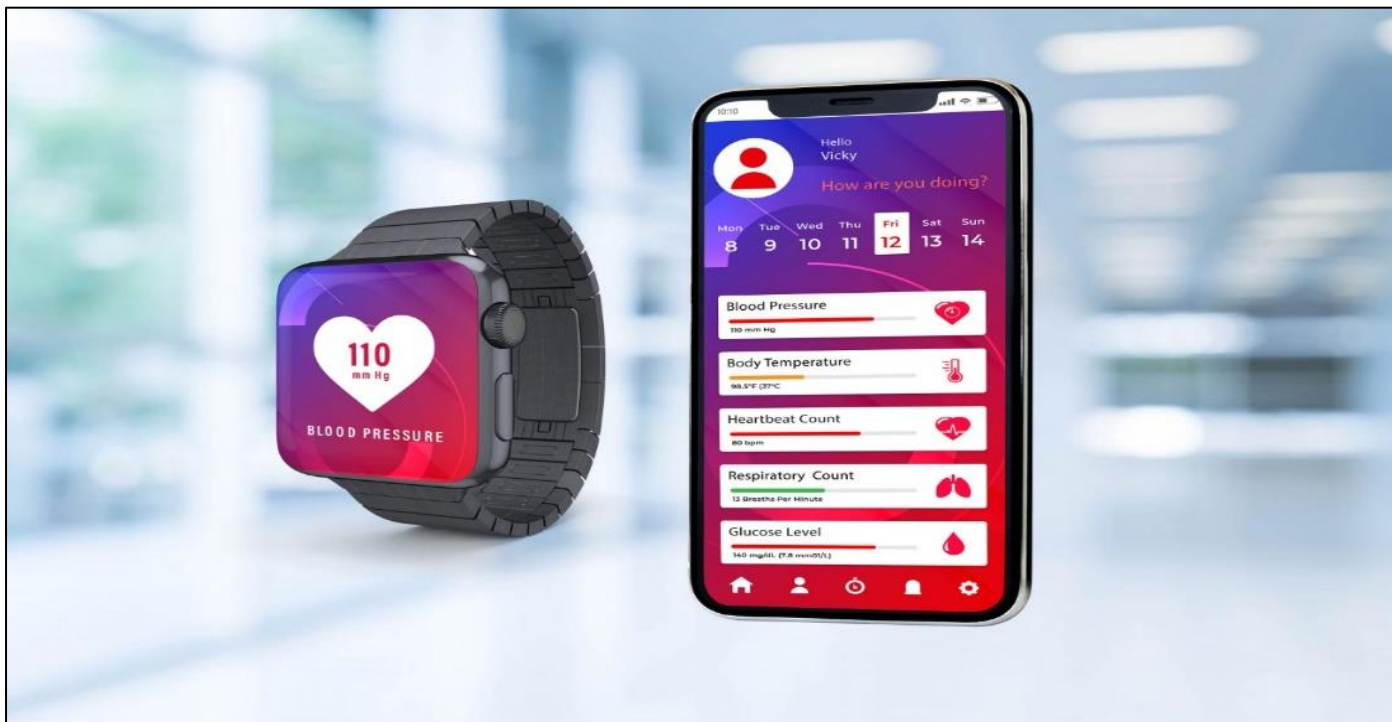 110
mm Hg
BLOOD PRESSURE
10:10
Hello
Vicky
How are you doing?
Mon Tue Wed Thu Fri Sat Sun
8 9 10 11 12 13 14
Blood Pressure
110 mm Hg
Body Temperature
98.5°F (37°C
Heartbeat Count
80 bpm
Respiratory Count
13 Breaths Per Minute
Glucose Level
140 mg/dL (7.8